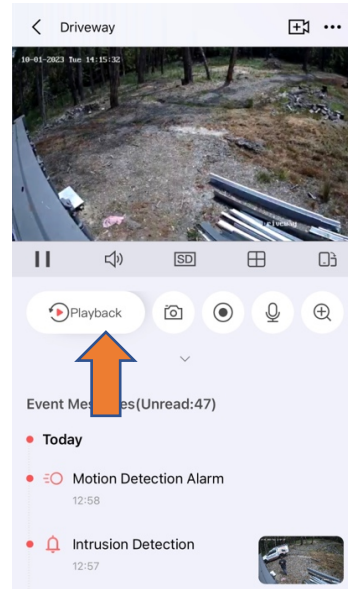 Driveway
10-01-2023 Tue 14:15:32
Driveway
SD
Playback
Event Messages(Unread:47)
Today
Motion Detection Alarm
12:58
Intrusion Detection
12:57